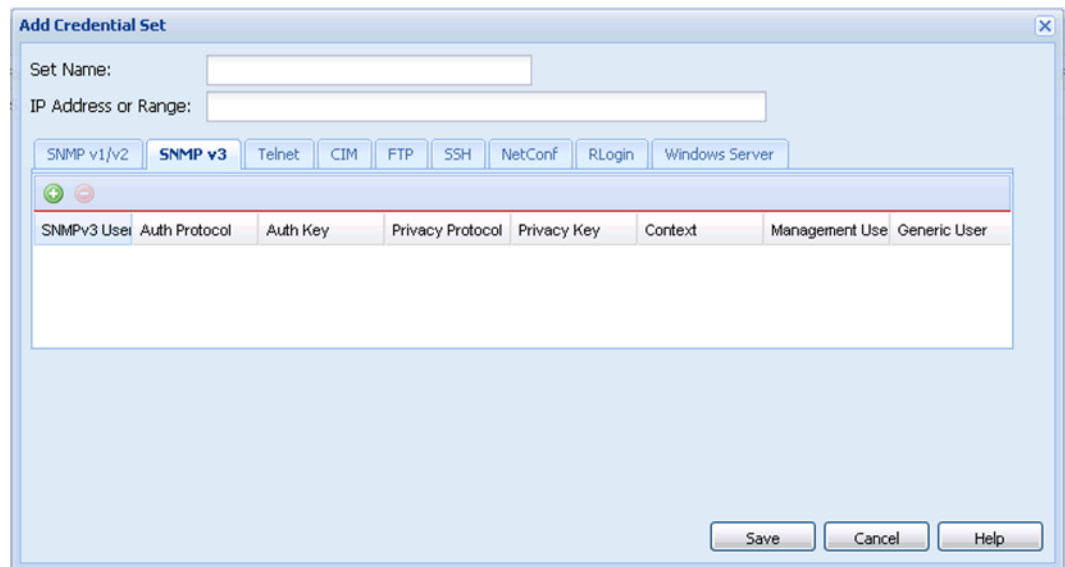 Add Credential Set
Set Name:
IP Address or Range:
SNMP v1/v2 SNMP v3 Telnet CIM FTP SSH NetConf RLogin Windows Server
SNMPv3 User Auth Protocol Auth Key Privacy Protocol Privacy Key Context Management Use Generic User
Save Cancel Help